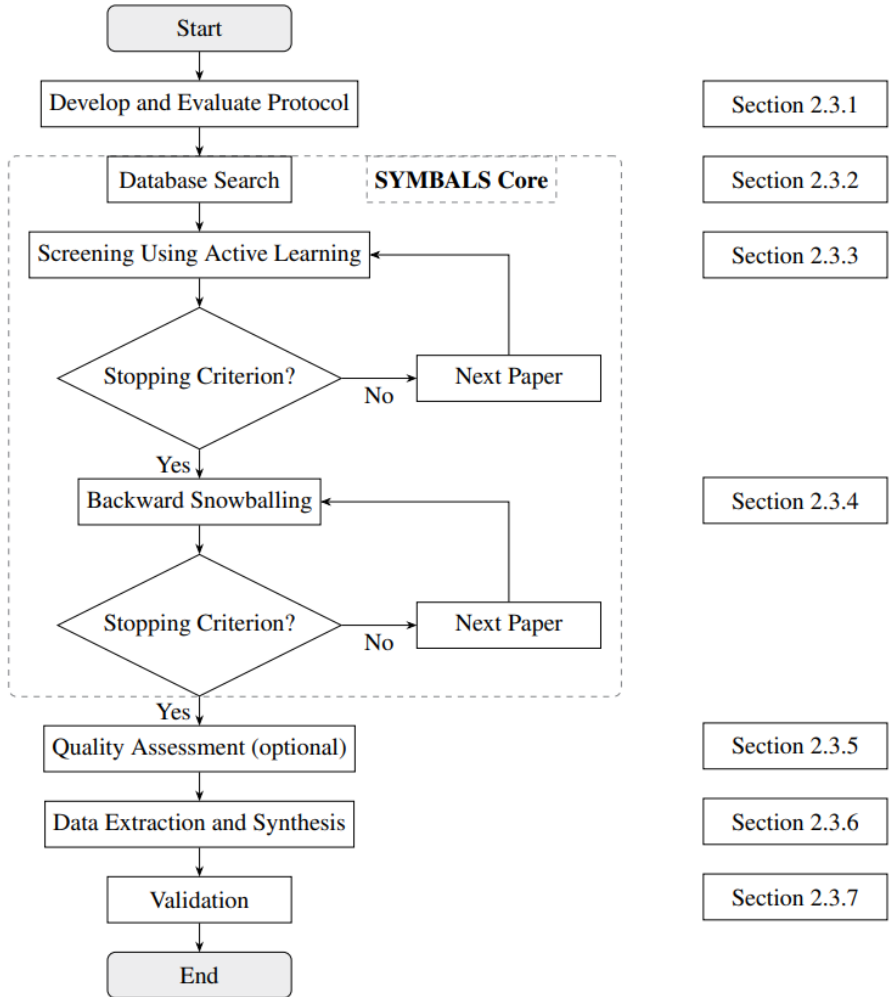 Start
Develop and Evaluate Protocol
Section 2.3.1
Database Search
SYMBALS Core
Section 2.3.2
Screening Using Active Learning
Section 2.3.3
Stopping Criterion?
No
Next Paper
Yes
Backward Snowballing
Section 2.3.4
Stopping Criterion?
No
Next Paper
Yes
Quality Assessment (optional)
Section 2.3.5
Data Extraction and Synthesis
Section 2.3.6
Validation
Section 2.3.7
End